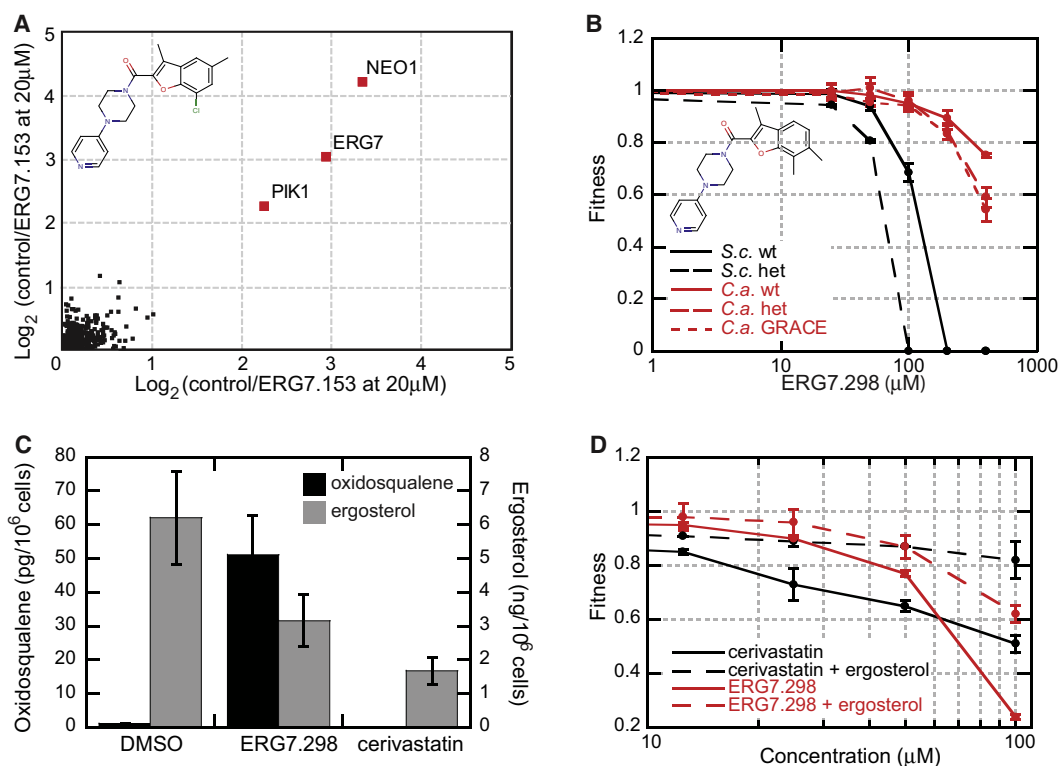 A
Log2 (control/ERG7.153 at 20μM)
5
4
3
2
1
0
1
2
3
4
5
Log2 (control/ERG7.153 at 20μM)
NEO1
ERG7
PIK1
O
N
O
Cl
N
N
B
Fitness
1.2
1
0.8
0.6
0.4
0.2
0
1
10
100
1000
ERG7.298 (μM)
O
N
O
N
N
S.c. wt
S.c. het
C.a. wt
C.a. het
C.a. GRACE
C
Oxidosqualene (pg/10^6 cells)
80
70
60
50
40
30
20
10
0
oxidosqualene
ergosterol
8
7
6
5
4
3
2
1
0
Ergosterol (ng/10^6 cells)
DMSO
ERG7.298
cerivastatin
D
Fitness
1.2
1
0.8
0.6
0.4
0.2
cerivastatin
cerivastatin + ergosterol
ERG7.298
ERG7.298 + ergosterol
10
100
Concentration (μM)